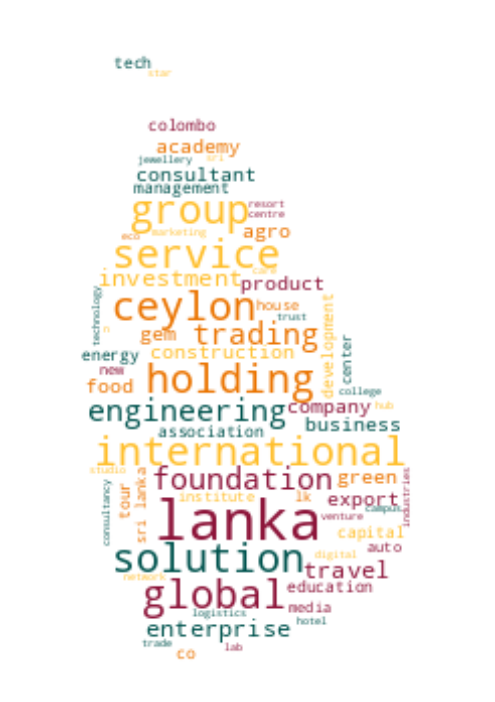 tech
star
colombo
academy
jewellery sri
consultant
management
group resort
centre
eco marketing agro
service
investment care
product
technology
ceylon house
trust
gem trading
n
energy construction development center
new
food holding college
engineering company hub
association business
international
studio
foundation green
consultancy tour sri lanka institute lk export industries
campus
lanka venture
capital
solution auto
digital
network travel
global education
media
logistics hotel
enterprise
trade lab
co